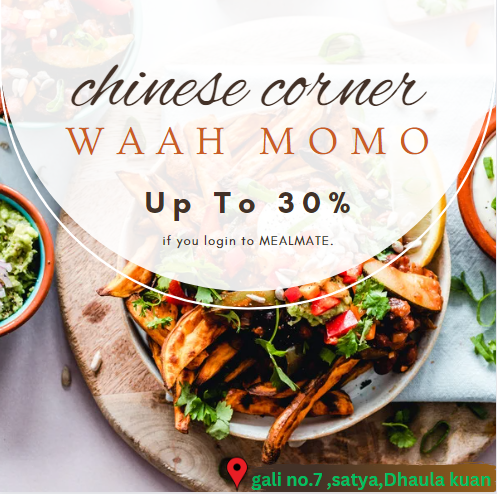 chinese corner
WAAH MOMO
Up To 30%
if you login to MEALMATE.
gali no.7 ,satya,Dhaula kuan